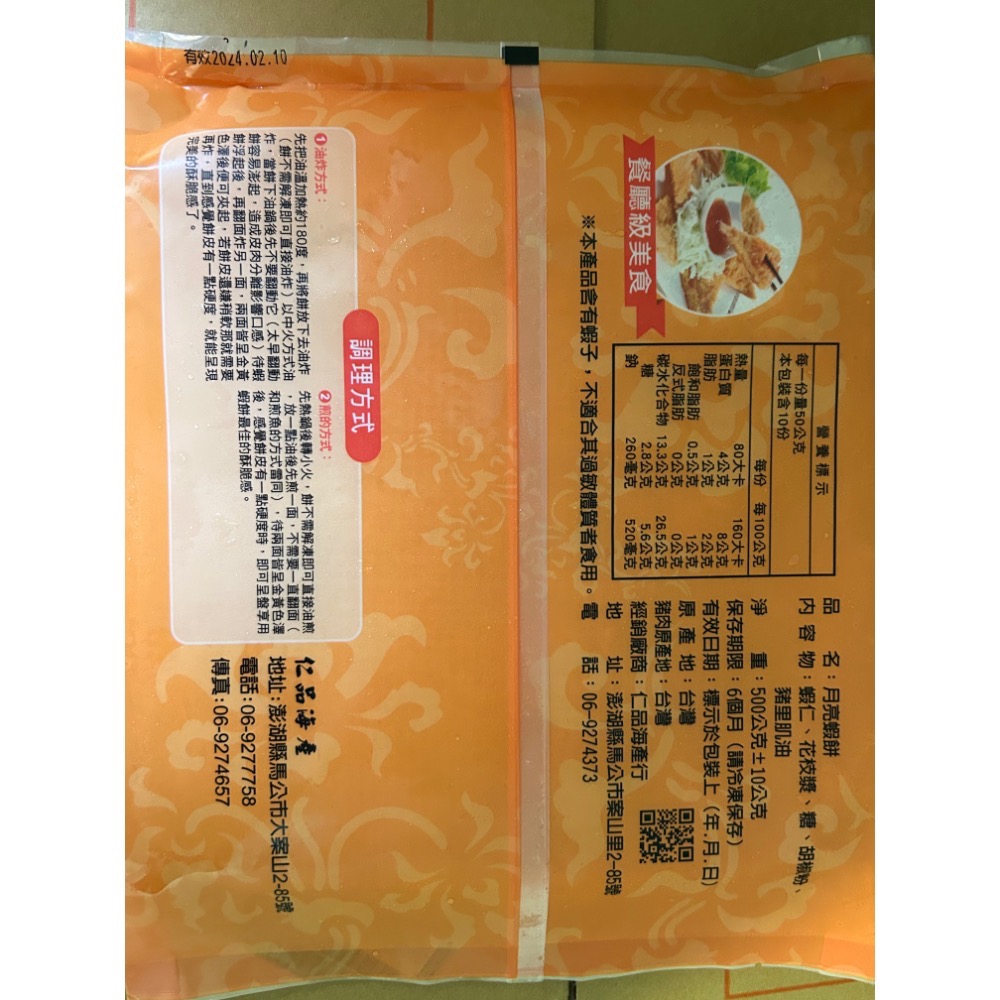 有效2024.02.10
餐廳級美食
營養標示
每一份量50公克
本包裝含10份
每份 每100公克
熱量 80大卡 160大卡
蛋白質 4公克 8公克
脂肪 1公克 2公克
飽和脂肪 0.5公克 1公克
反式脂肪 0公克 0公克
碳水化合物 13.3公克 26.5公克
糖 2.8公克 5.6公克
鈉 260毫克 520毫克
※本產品含有蝦子，不適合其過敏體質者食用。
品名：月亮蝦餅
內容物：蝦仁、花枝漿、糖、胡椒粉、
豬里肌油
淨重：500公克±10公克
保存期限：6個月（請冷凍保存）
有效日期：標示於包裝上（年.月.日）
原產地：台灣
豬肉原產地：台灣
經銷廠商：仁品海產行
地址：澎湖縣馬公市案山里2-85號
電話：06-9274373
調理方式
❶油炸方式：
先把油溫加熱約180度，再將餅放下去油炸
（餅不需解凍即可直接油炸）以中火方式油
炸，當餅下油鍋後先不要翻動它（太早翻動
餅容易澎起，造成皮肉分離影響口感）待蝦
餅浮起後，再翻面炸另一面，兩面皆呈金黃
色澤後便可夾起，若餅皮還嫌稍軟那就需要
再炸，直到感覺餅皮有一點硬度，就能呈現
完美的酥脆感了。
❷煎的方式：
先熱鍋後轉小火，餅不需解凍即可直接油煎
，放一點油後先煎一面，不需要一直翻面（
和煎魚的方式雷同），待兩面皆呈金黃色澤
後，感覺餅皮有一點硬度時，即可呈盤享用
蝦餅最佳的酥脆感。
仁品海產
地址：澎湖縣馬公市大案山2-85號
電話：06-9277758
傳真：06-9274657